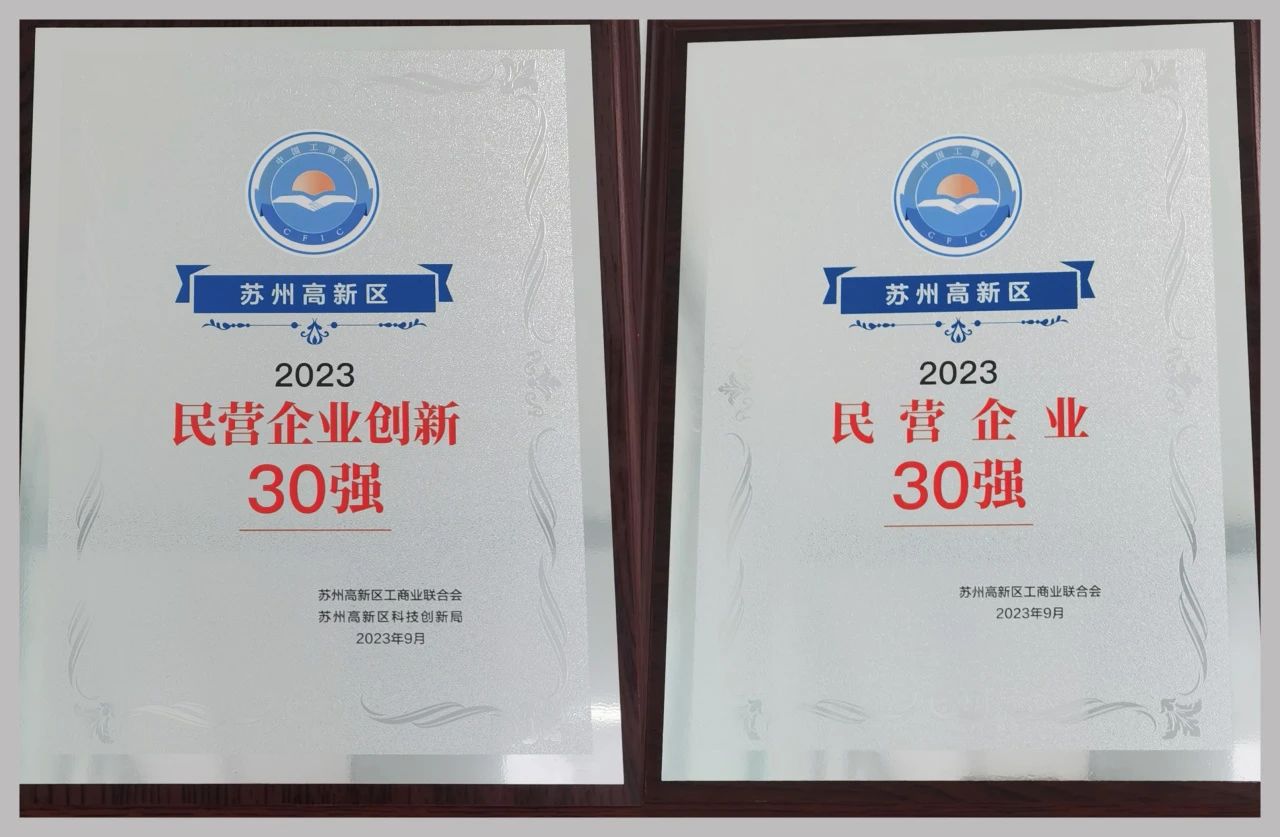 中国工商联
CFIC
苏州高新区
2023
民营企业创新
30强
苏州高新区工商业联合会
苏州高新区科技创新局
2023年9月
中国工商联
CFIC
苏州高新区
2023
民营企业
30强
苏州高新区工商业联合会
2023年9月